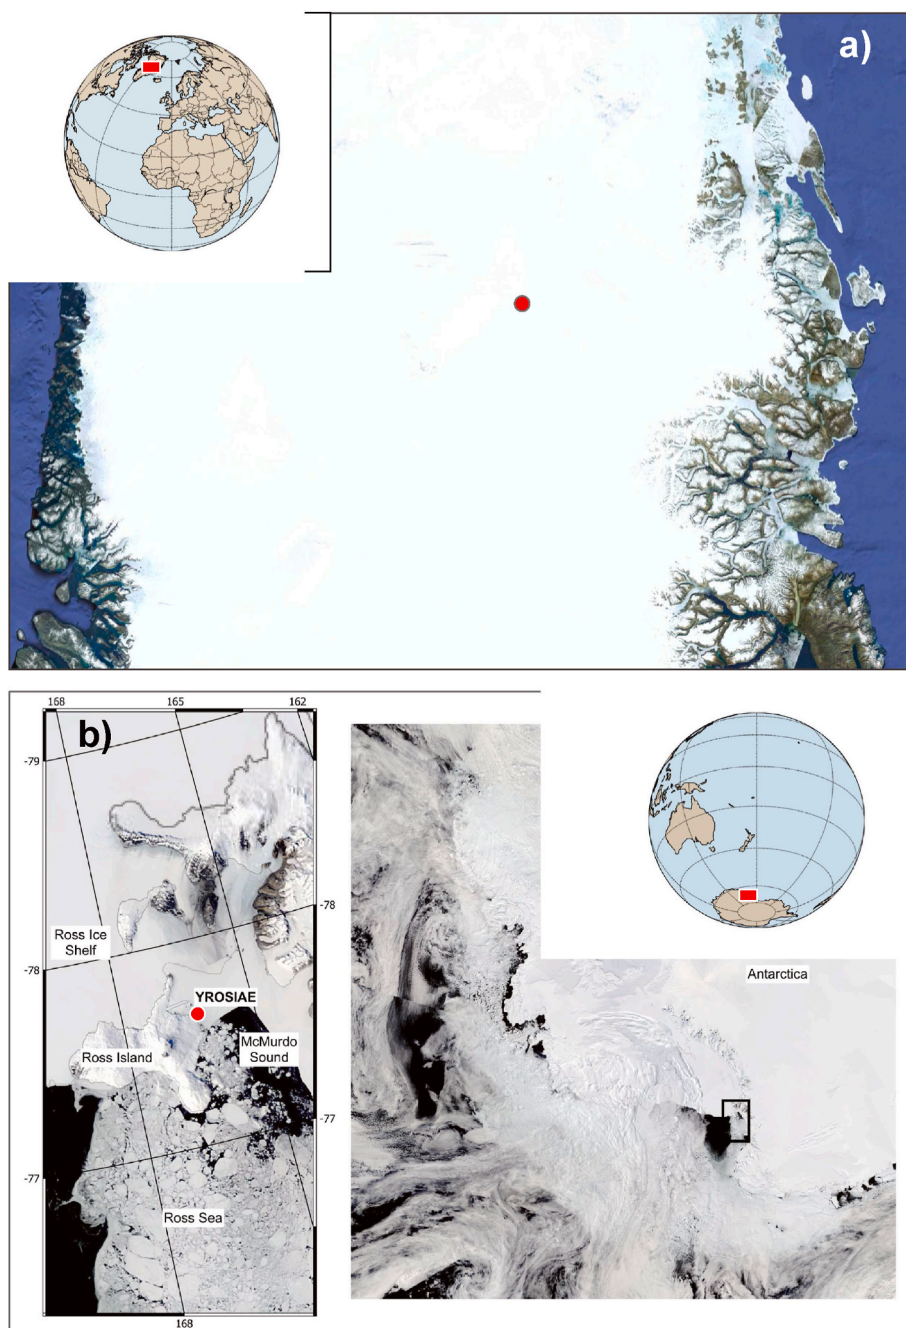 a)
168
165
162
b)
-79
-78
Ross Ice
Shelf
-78
YROSIAE
McMurdo
Sound
Ross Island
-77
-77
Ross Sea
168
Antarctica